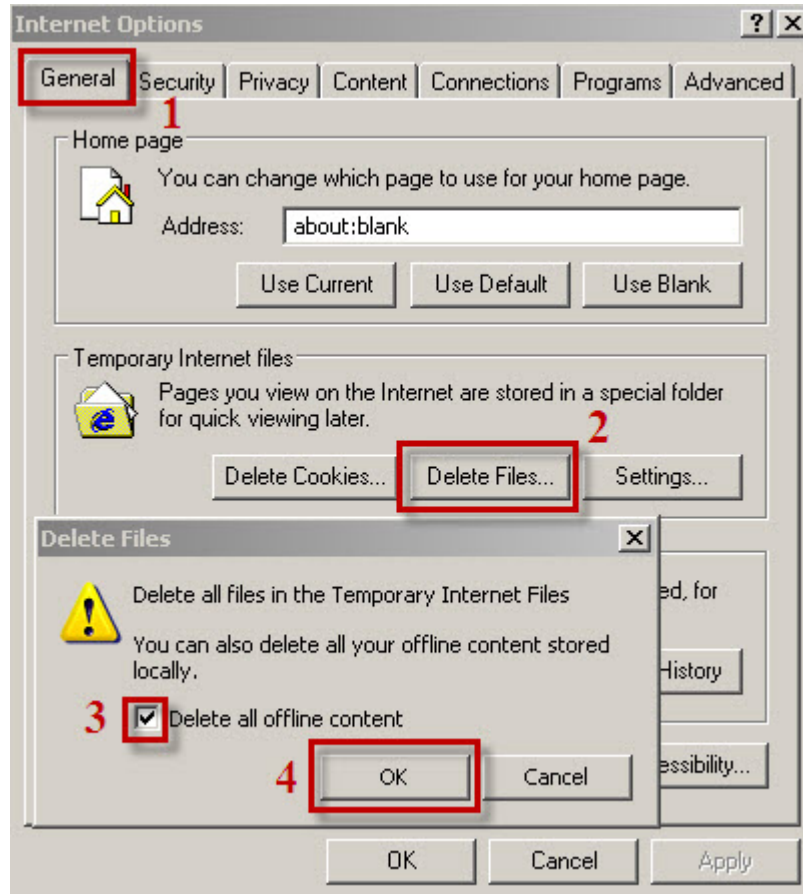 Internet Options
General Security Privacy Content Connections Programs Advanced
1
Home page
You can change which page to use for your home page.
Address: about:blank
Use Current Use Default Use Blank
Temporary Internet files
Pages you view on the Internet are stored in a special folder
for quick viewing later.
2
Delete Cookies... Delete Files... Settings...
Delete Files
Delete all files in the Temporary Internet Files
ed, for
You can also delete all your offline content stored
locally.
History
3 Delete all offline content
4 OK Cancel
essibility...
OK Cancel Apply